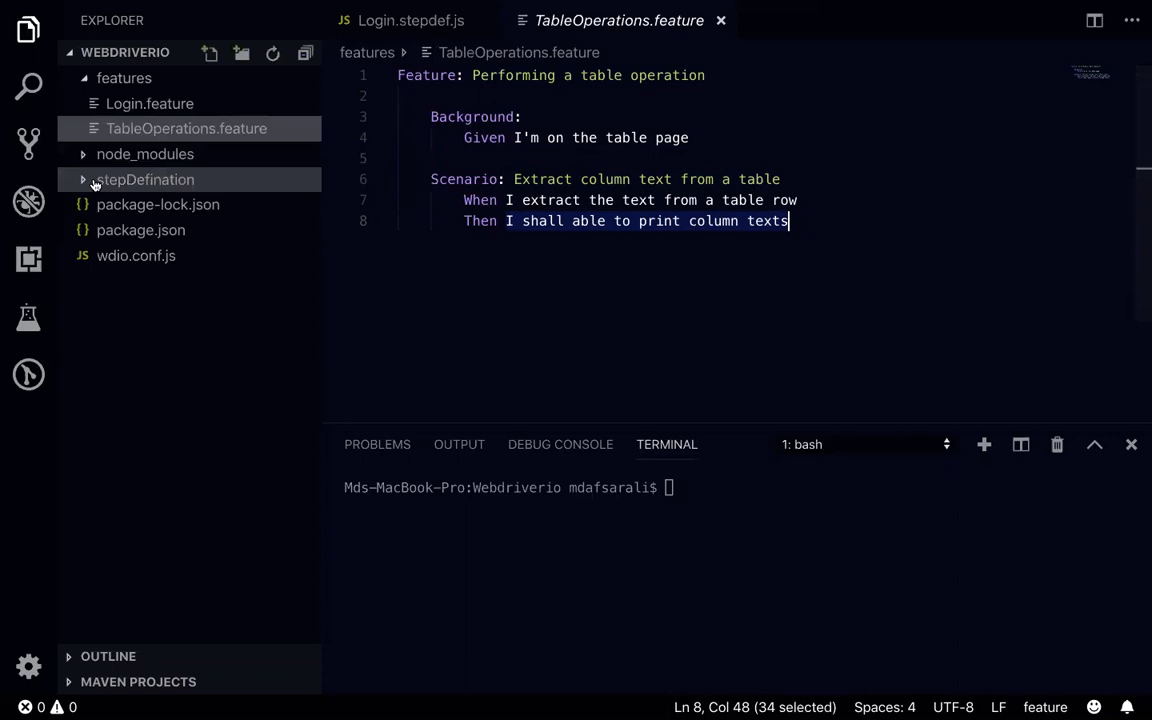 EXPLORER
WEBDRIVERIO
features
Login.feature
TableOperations.feature
node_modules
stepDefination
{} package-lock.json
{} package.json
JS wdio.conf.js
OUTLINE
MAVEN PROJECTS
JS Login.stepdef.js
TableOperations.feature
features TableOperations.feature
1 Feature: Performing a table operation
2
3 Background:
4 Given I'm on the table page
5
6 Scenario: Extract column text from a table
7 When I extract the text from a table row
8 Then I shall able to print column texts
PROBLEMS OUTPUT DEBUG CONSOLE TERMINAL 1: bash
Mds-MacBook-Pro:Webdriverio mdafsarali$
0 0 Ln 8, Col 48 (34 selected) Spaces: 4 UTF-8 LF feature